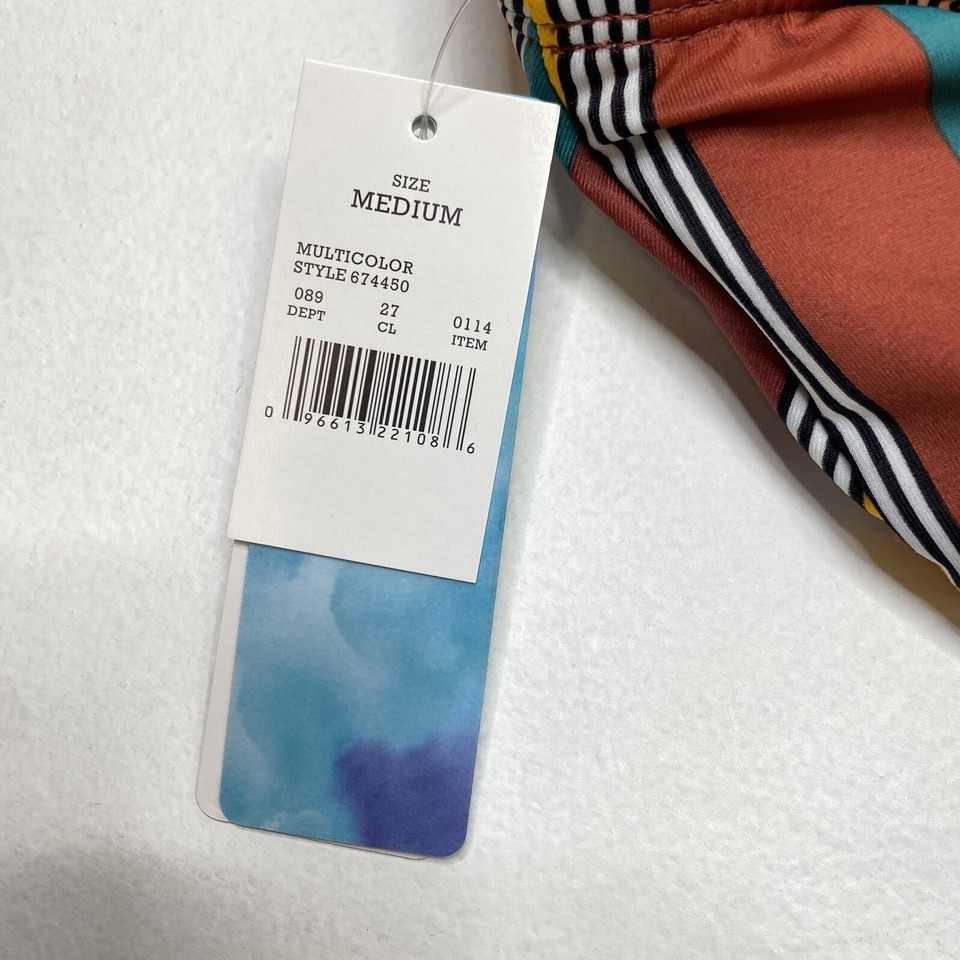 SIZE
MEDIUM
MULTICOLOR
STYLE 674450
089 27 0114
DEPT CL ITEM
0 96613 22108 6